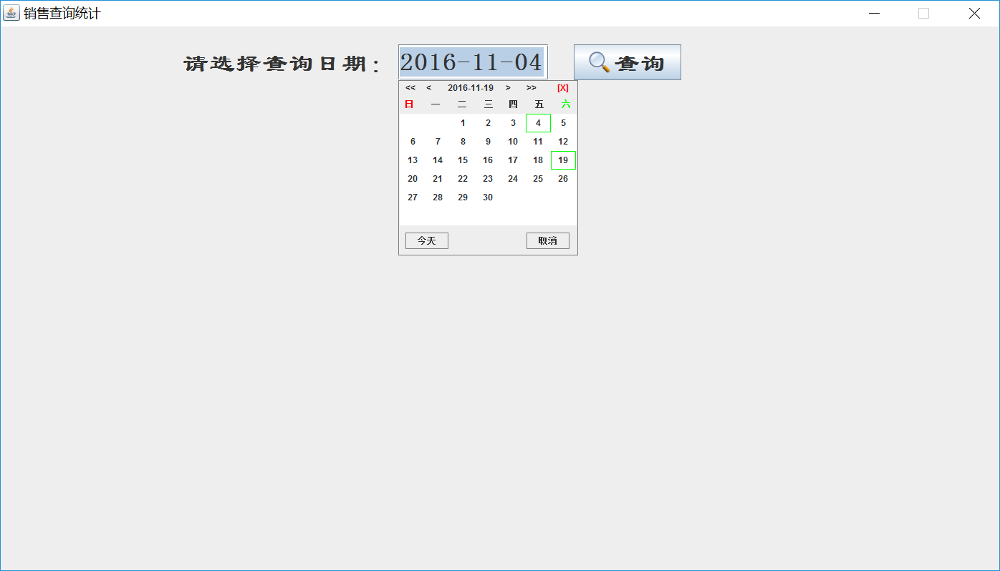 销售查询统计
请选择查询日期: 2016-11-04 查询
<< < 2016-11-19 > >> [X]
日 一 二 三 四 五 六
1 2 3 4 5
6 7 8 9 10 11 12
13 14 15 16 17 18 19
20 21 22 23 24 25 26
27 28 29 30
今天 取消